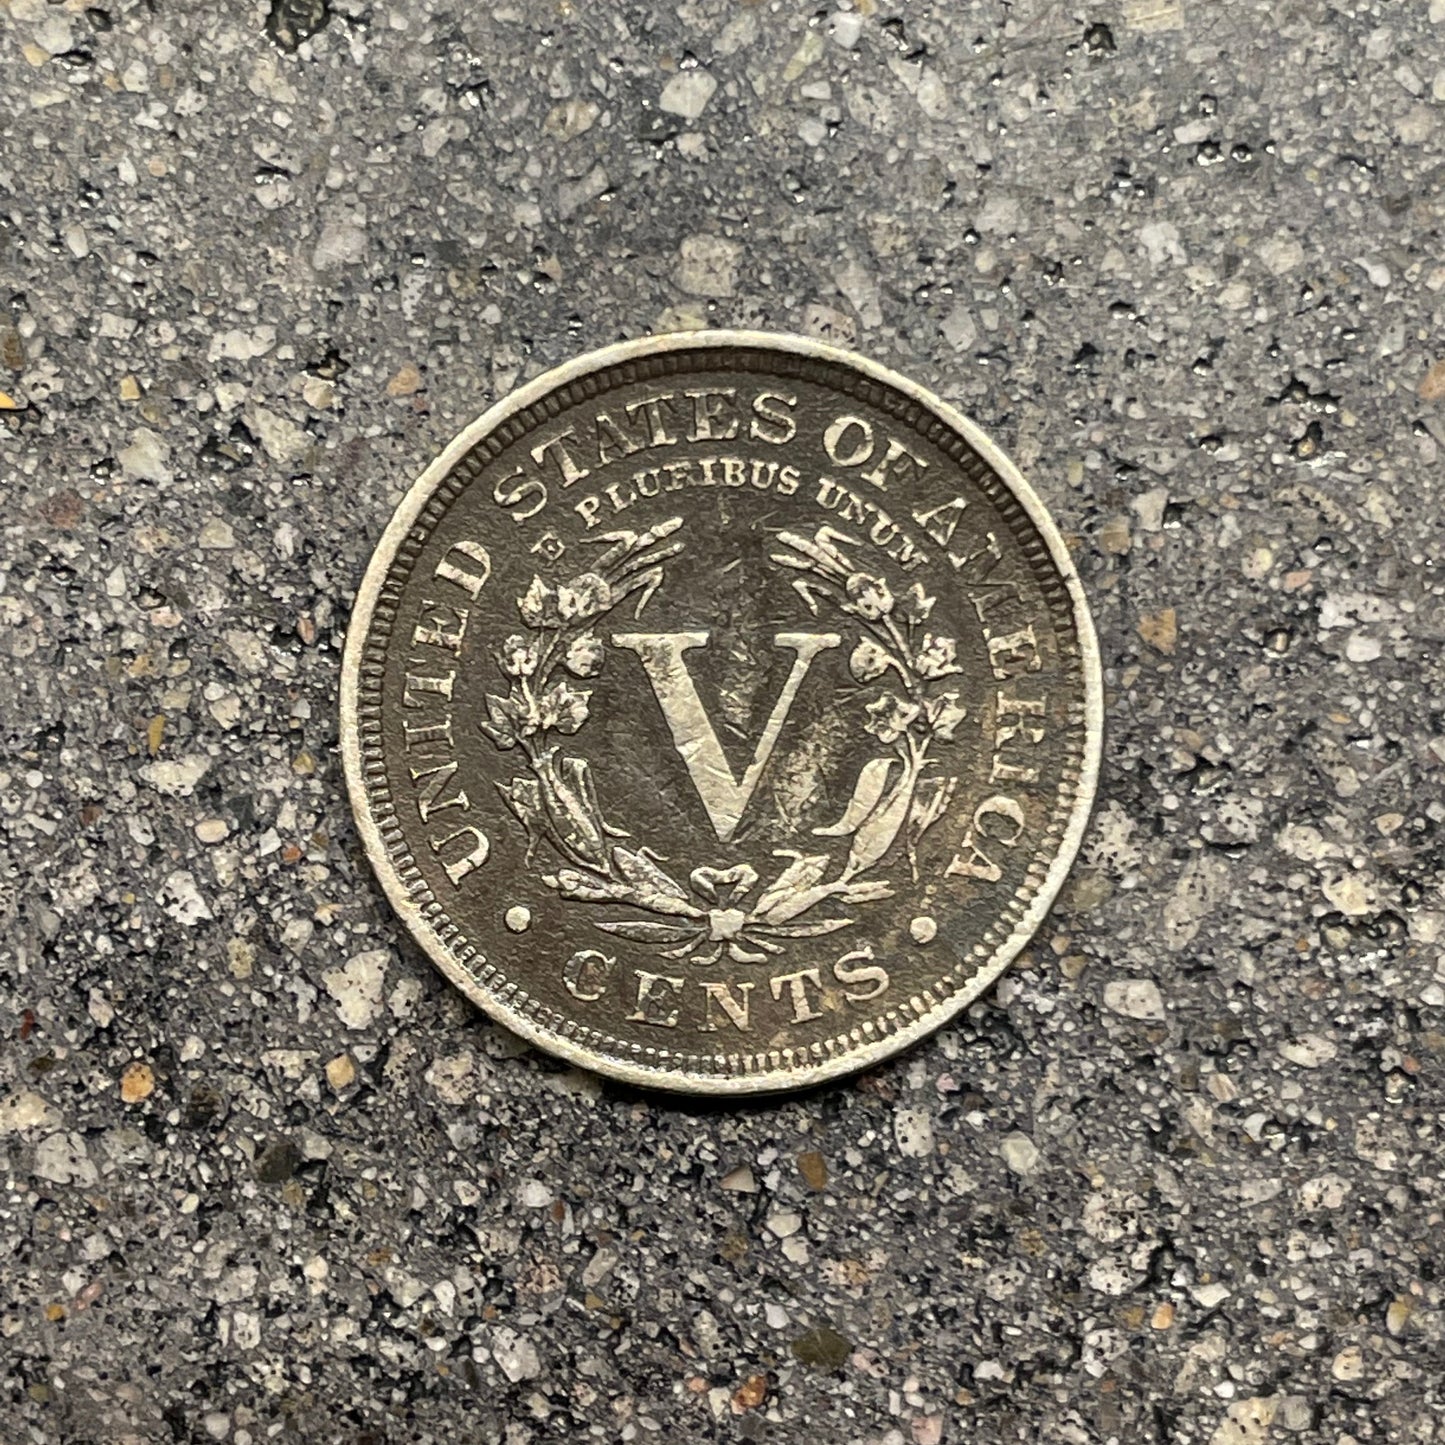 UNITED STATES OF AMERICA
E PLURIBUS UNUM
V
CENTS